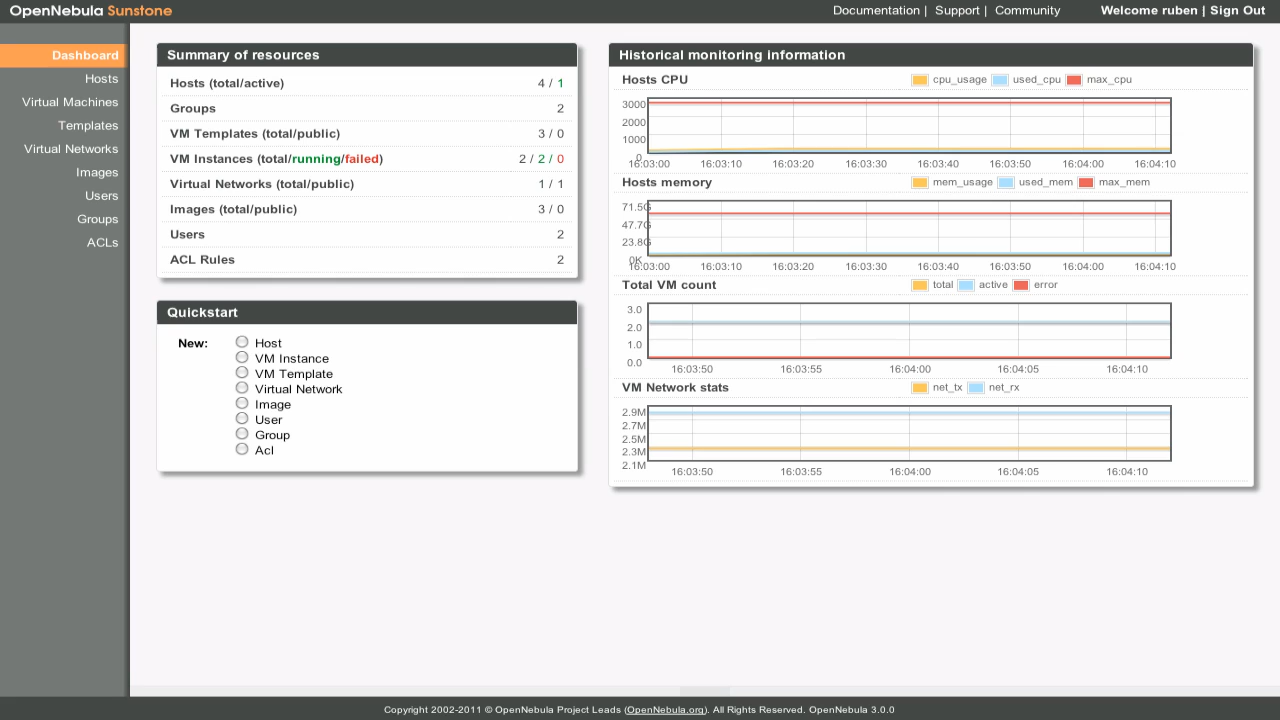 OpenNebula Sunstone
Documentation | Support | Community Welcome ruben | Sign Out
Dashboard
Hosts
Virtual Machines
Templates
Virtual Networks
Images
Users
Groups
ACLs
Summary of resources
Hosts (total/active) 4 / 1
Groups 2
VM Templates (total/public) 3 / 0
VM Instances (total/running/failed) 2 / 2 / 0
Virtual Networks (total/public) 1 / 1
Images (total/public) 3 / 0
Users 2
ACL Rules 2
Quickstart
New:
Host
VM Instance
VM Template
Virtual Network
Image
User
Group
Acl
Historical monitoring information
Hosts CPU cpu_usage used_cpu max_cpu
3000
2000
1000
0
16:03:00 16:03:10 16:03:20 16:03:30 16:03:40 16:03:50 16:04:00 16:04:10
Hosts memory mem_usage used_mem max_mem
71.5G
47.7G
23.8G
0K
16:03:00 16:03:10 16:03:20 16:03:30 16:03:40 16:03:50 16:04:00 16:04:10
Total VM count total active error
3.0
2.0
1.0
0.0
16:03:50 16:03:55 16:04:00 16:04:05 16:04:10
VM Network stats net_tx net_rx
2.9M
2.7M
2.5M
2.3M
2.1M
16:03:50 16:03:55 16:04:00 16:04:05 16:04:10
Copyright 2002-2011 © OpenNebula Project Leads (OpenNebula.org). All Rights Reserved. OpenNebula 3.0.0